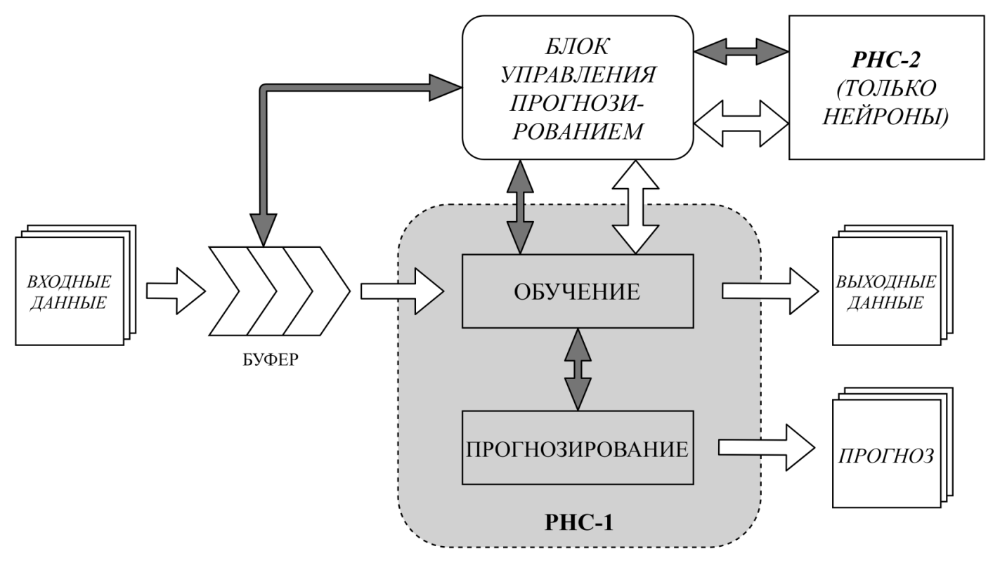 БЛОК
УПРАВЛЕНИЯ
ПРОГНОЗИ-
РОВАНИЕМ
РНС-2
(ТОЛЬКО
НЕЙРОНЫ)
ВХОДНЫЕ
ДАННЫЕ
БУФЕР
ОБУЧЕНИЕ
ВЫХОДНЫЕ
ДАННЫЕ
ПРОГНОЗИРОВАНИЕ
ПРОГНОЗ
РНС-1